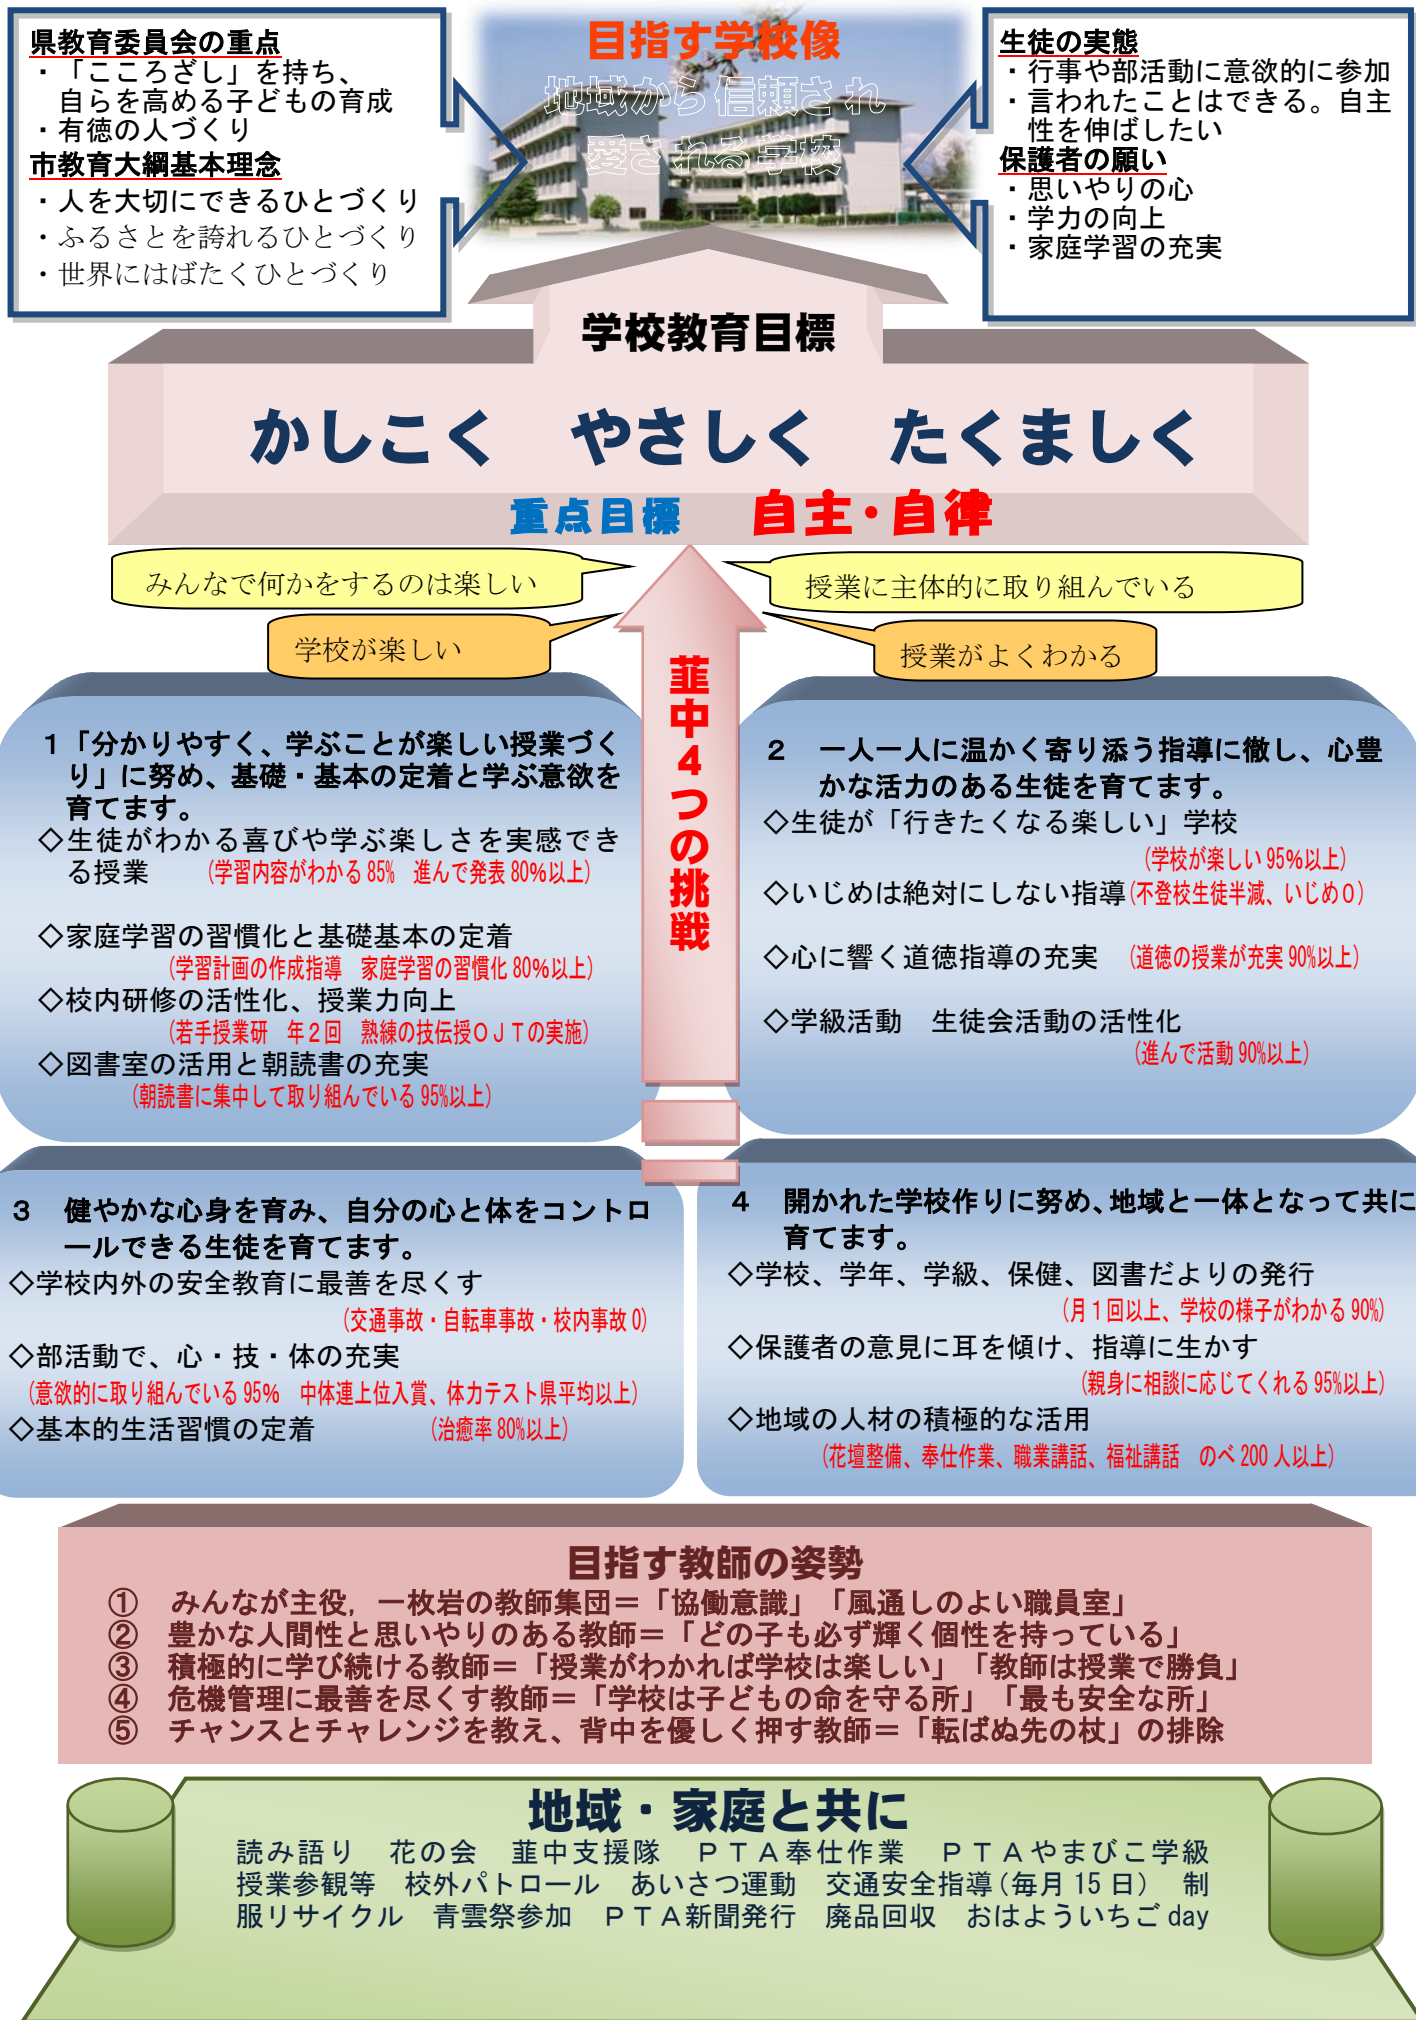 県教育委員会の重点
・「こころざし」を持ち、
自らを高める子どもの育成
・有徳の人づくり
市教育大綱基本理念
・人を大切にできるひとづくり
・ふるさとを誇れるひとづくり
・世界にはばたくひとづくり
目指す学校像
地域から信頼され
愛される学校
生徒の実態
・行事や部活動に意欲的に参加
・言われたことはできる。自主
性を伸ばしたい
保護者の願い
・思いやりの心
・学力の向上
・家庭学習の充実
学校教育目標
かしこく　やさしく　たくましく
重点目標　自主・自律
みんなで何かをするのは楽しい
授業に主体的に取り組んでいる
学校が楽しい
授業がよくわかる
韮中４つの挑戦
１「分かりやすく、学ぶことが楽しい授業づく
り」に努め、基礎・基本の定着と学ぶ意欲を
育てます。
◇生徒がわかる喜びや学ぶ楽しさを実感でき
る授業　（学習内容がわかる85%　進んで発表80%以上）
◇家庭学習の習慣化と基礎基本の定着
（学習計画の作成指導　家庭学習の習慣化80%以上）
◇校内研修の活性化、授業力向上
（若手授業研　年２回　熟練の技伝授ＯＪＴの実施）
◇図書室の活用と朝読書の充実
（朝読書に集中して取り組んでいる95%以上）
２　一人一人に温かく寄り添う指導に徹し、心豊
かな活力のある生徒を育てます。
◇生徒が「行きたくなる楽しい」学校
（学校が楽しい95%以上）
◇いじめは絶対にしない指導（不登校生徒半減、いじめ０）
◇心に響く道徳指導の充実　（道徳の授業が充実90%以上）
◇学級活動　生徒会活動の活性化
（進んで活動90%以上）
３　健やかな心身を育み、自分の心と体をコントロ
ールできる生徒を育てます。
◇学校内外の安全教育に最善を尽くす
（交通事故・自転車事故・校内事故0）
◇部活動で、心・技・体の充実
（意欲的に取り組んでいる95%　中体連上位入賞、体力テスト県平均以上）
◇基本的生活習慣の定着　（治癒率80%以上）
４　開かれた学校作りに努め、地域と一体となって共に
育てます。
◇学校、学年、学級、保健、図書だよりの発行
（月１回以上、学校の様子がわかる90%）
◇保護者の意見に耳を傾け、指導に生かす
（親身に相談に応じてくれる95%以上）
◇地域の人材の積極的な活用
（花壇整備、奉仕作業、職業講話、福祉講話　のべ200人以上）
目指す教師の姿勢
①　みんなが主役，一枚岩の教師集団＝「協働意識」「風通しのよい職員室」
②　豊かな人間性と思いやりのある教師＝「どの子も必ず輝く個性を持っている」
③　積極的に学び続ける教師＝「授業がわかれば学校は楽しい」「教師は授業で勝負」
④　危機管理に最善を尽くす教師＝「学校は子どもの命を守る所」「最も安全な所」
⑤　チャンスとチャレンジを教え、背中を優しく押す教師＝「転ばぬ先の杖」の排除
地域・家庭と共に
読み語り　花の会　韮中支援隊　ＰＴＡ奉仕作業　ＰＴＡやまびこ学級
授業参観等　校外パトロール　あいさつ運動　交通安全指導（毎月15日）　制
服リサイクル　青雲祭参加　ＰＴＡ新聞発行　廃品回収　おはよういちごday